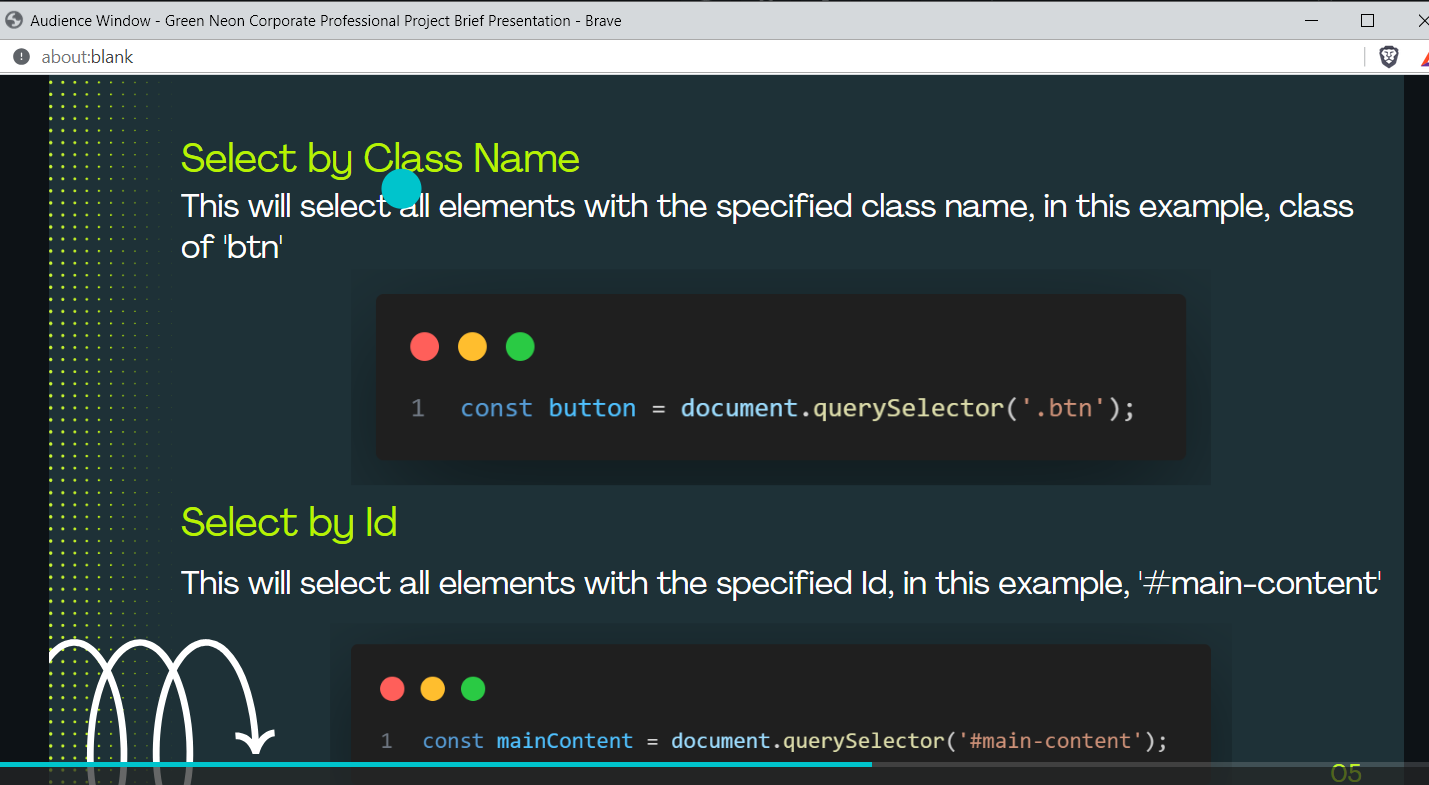 Audience Window - Green Neon Corporate Professional Project Brief Presentation - Brave
about:blank
Select by Class Name
This will select all elements with the specified class name, in this example, class
of 'btn'
1 const button = document.querySelector('.btn');
Select by Id
This will select all elements with the specified Id, in this example, '#main-content'
1 const mainContent = document.querySelector('#main-content');
05